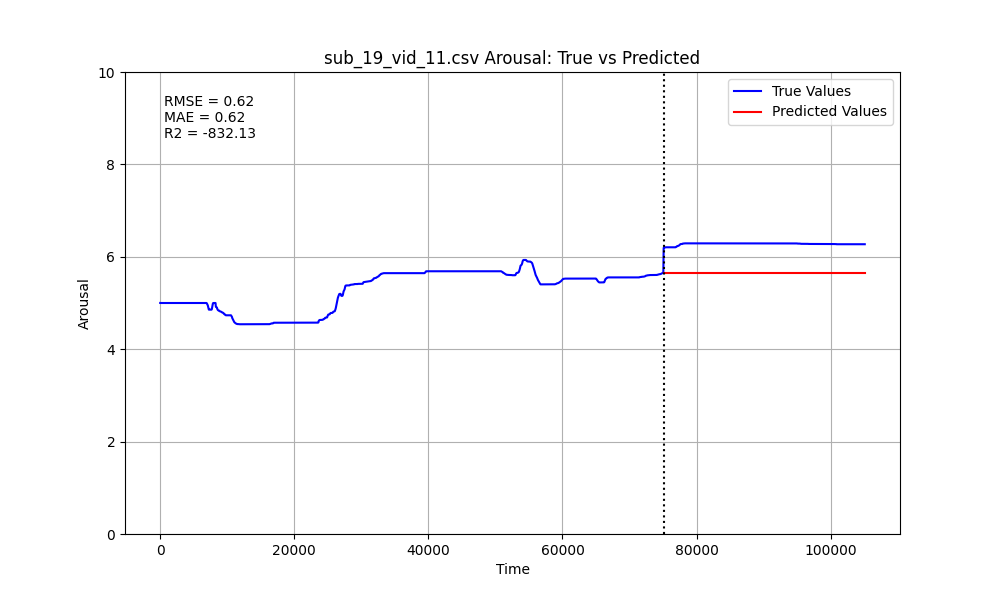 sub_19_vid_11.csv Arousal: True vs Predicted
RMSE = 0.62
MAE = 0.62
R2 = -832.13
True Values
Predicted Values
Arousal
10
8
6
4
2
0
0 20000 40000 60000 80000 100000
Time